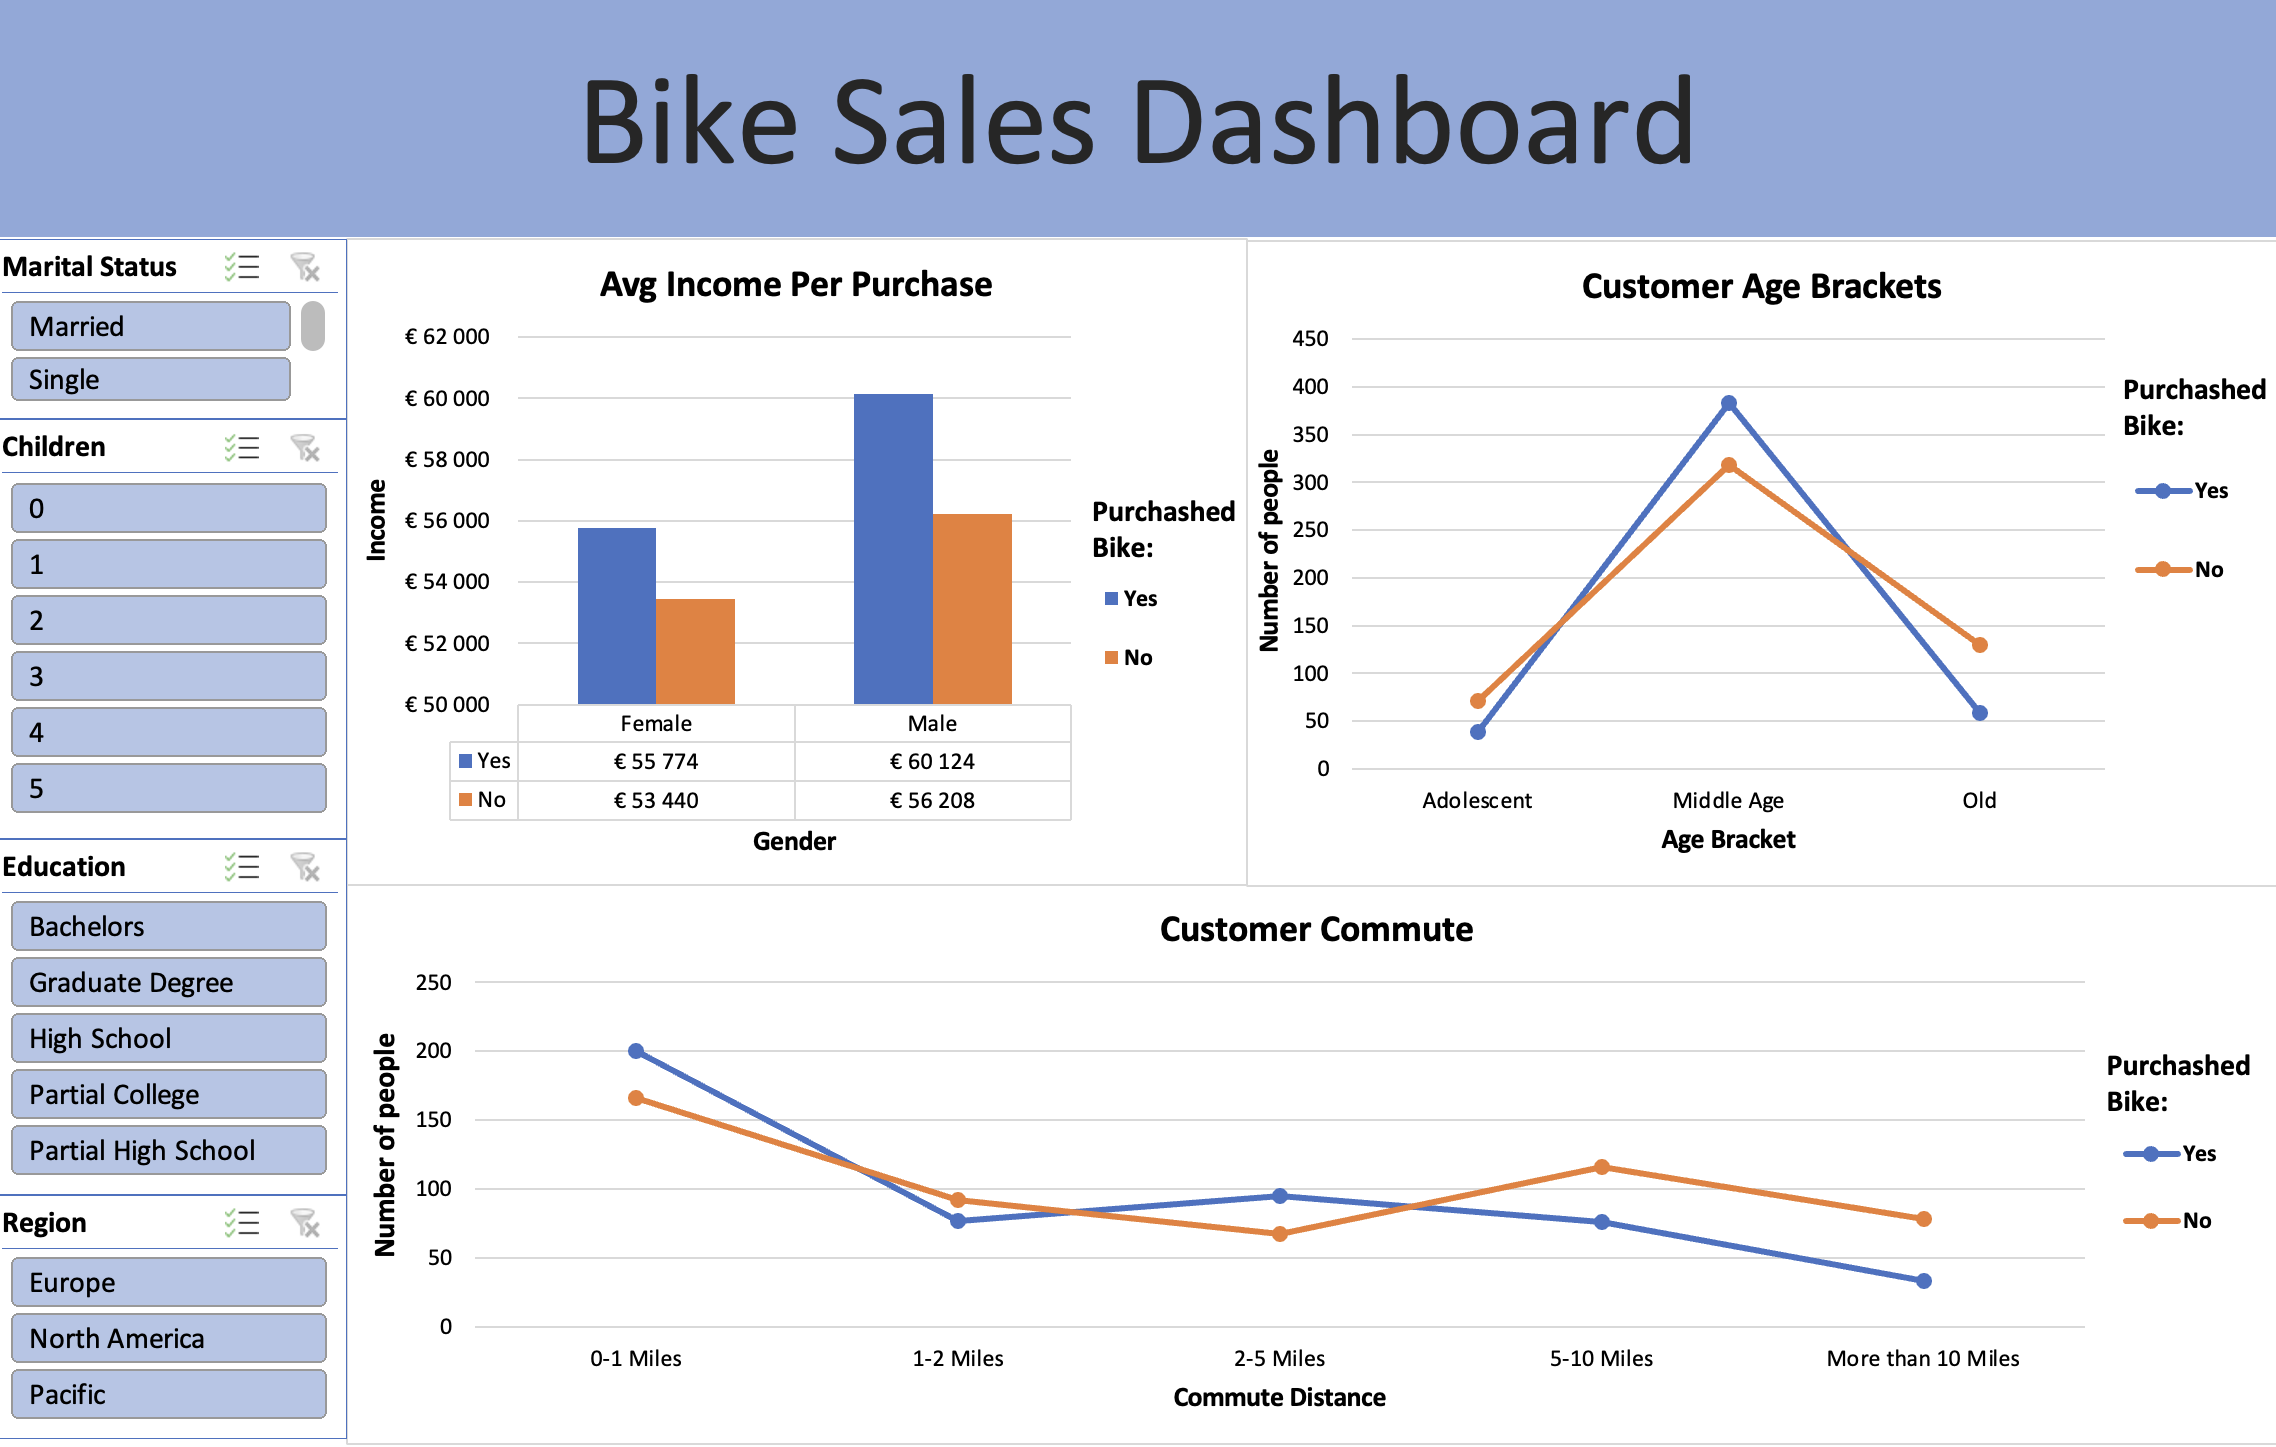 Bike Sales Dashboard
Marital Status
Married
Single
Children
0
1
2
3
4
5
Education
Bachelors
Graduate Degree
High School
Partial College
Partial High School
Region
Europe
North America
Pacific
Avg Income Per Purchase
Income
€ 62 000
€ 60 000
€ 58 000
€ 56 000
€ 54 000
€ 52 000
€ 50 000
Female Male
Yes € 55 774 € 60 124
No € 53 440 € 56 208
Gender
Purchashed
Bike:
Yes
No
Customer Age Brackets
Number of people
450
400
350
300
250
200
150
100
50
0
Adolescent Middle Age Old
Age Bracket
Purchashed
Bike:
Yes
No
Customer Commute
Number of people
250
200
150
100
50
0
0-1 Miles 1-2 Miles 2-5 Miles 5-10 Miles More than 10 Miles
Commute Distance
Purchashed
Bike:
Yes
No